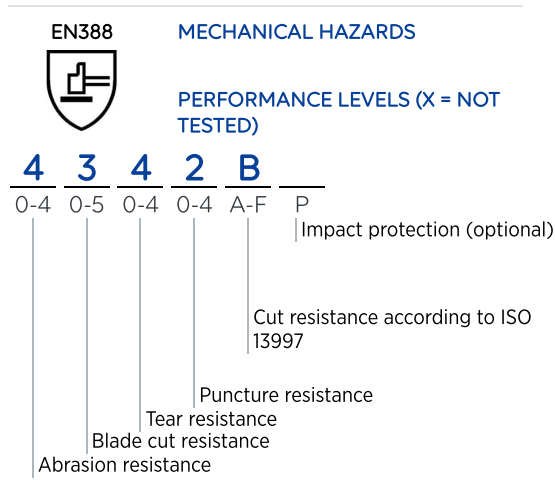 EN388
MECHANICAL HAZARDS
PERFORMANCE LEVELS (X = NOT
TESTED)
4 3 4 2 B
0-4 0-5 0-4 0-4 A-F P
Impact protection (optional)
Cut resistance according to ISO
13997
Puncture resistance
Tear resistance
Blade cut resistance
Abrasion resistance